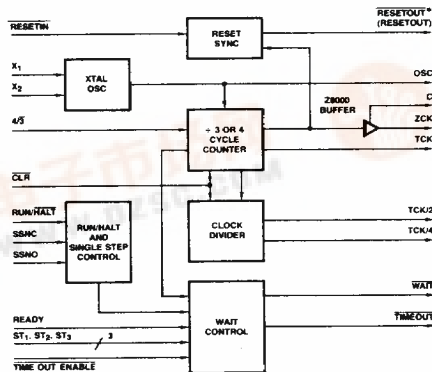 RESETIN
RESET
SYNC
RESETOUT*
(RESETOUT)
X1
X2
XTAL
OSC
OSC
Z8000
BUFFER
C
4/3
÷ 3 OR 4
CYCLE
COUNTER
ZCK
TCK
CLR
RUN/HALT
SSNC
SSNO
RUN/HALT
AND
SINGLE STEP
CONTROL
CLOCK
DIVIDER
TCK/2
TCK/4
WAIT
CONTROL
WAIT
TIMEOUT
READY
ST1, ST2, ST3
3
TIME OUT ENABLE